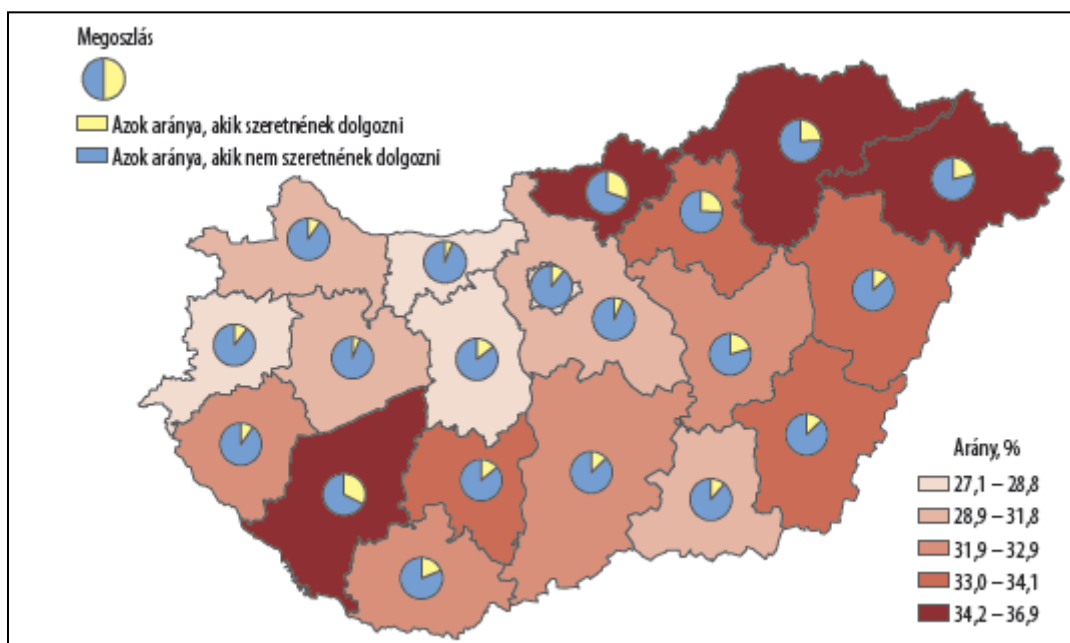 Megoszlás
Azok aránya, akik szeretnének dolgozni
Azok aránya, akik nem szeretnének dolgozni
Arány, %
27,1 – 28,8
28,9 – 31,8
31,9 – 32,9
33,0 – 34,1
34,2 – 36,9